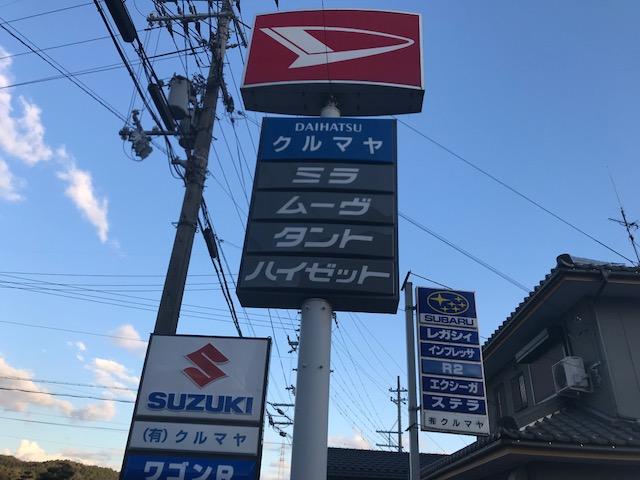 DAIHATSU
クルマヤ
ミラ
ムーヴ
タント
ハイゼット
SUZUKI
(有)クルマヤ
ワゴンR
SUBARU
レガシィ
インプレッサ
R2
エクシーガ
ステラ
㈲クルマヤ